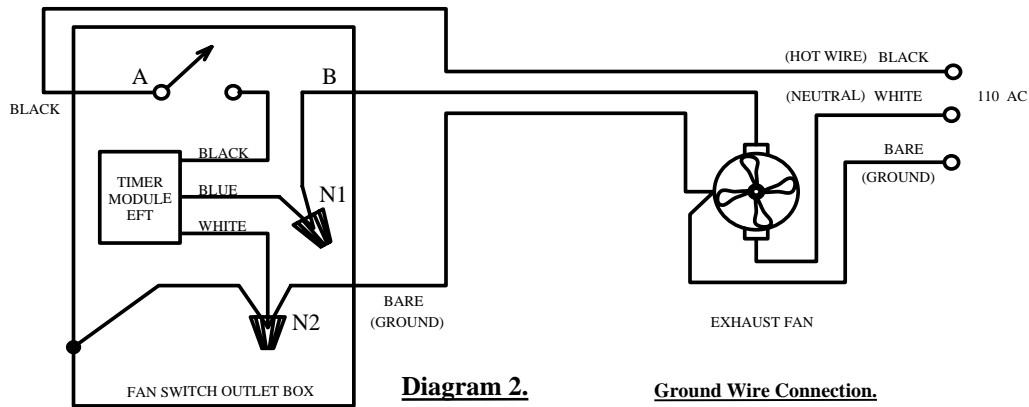 (HOT WIRE) BLACK
A
B
BLACK
(NEUTRAL) WHITE
110 AC
BARE
(GROUND)
BLACK
TIMER
MODULE
EFT
BLUE
N1
WHITE
N2
BARE
(GROUND)
EXHAUST FAN
FAN SWITCH OUTLET BOX
Diagram 2.
Ground Wire Connection.